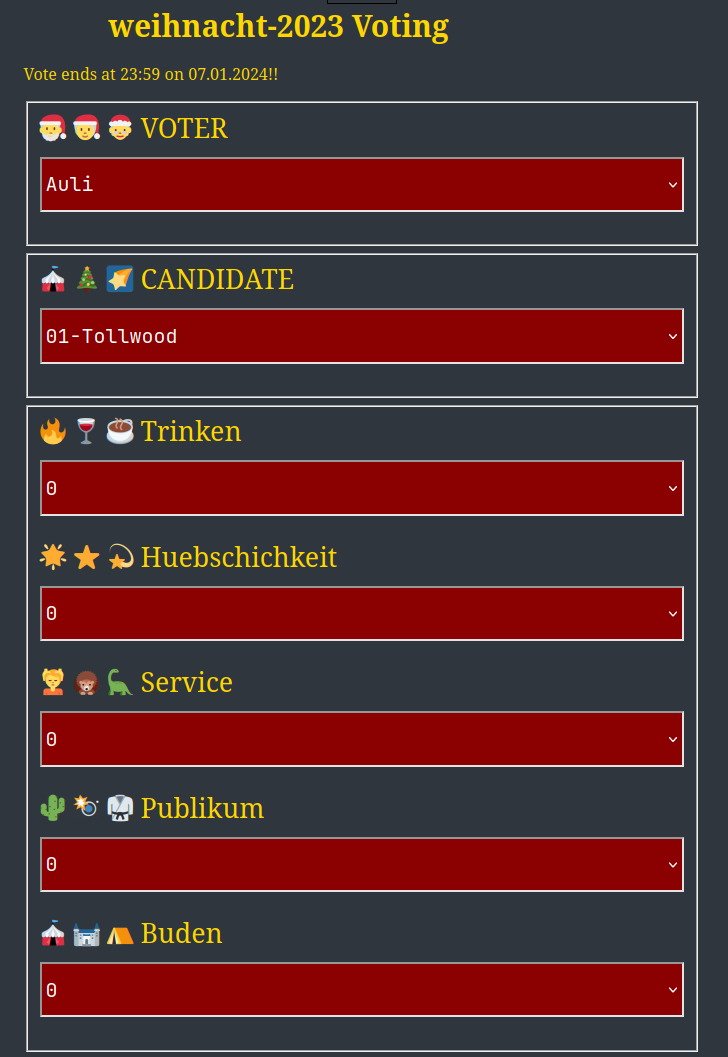 weihnacht-2023 Voting
Vote ends at 23:59 on 07.01.2024!!
VOTER
Auli
CANDIDATE
01-Tollwood
Trinken
0
Huebschichkeit
0
Service
0
Publikum
0
Buden
0